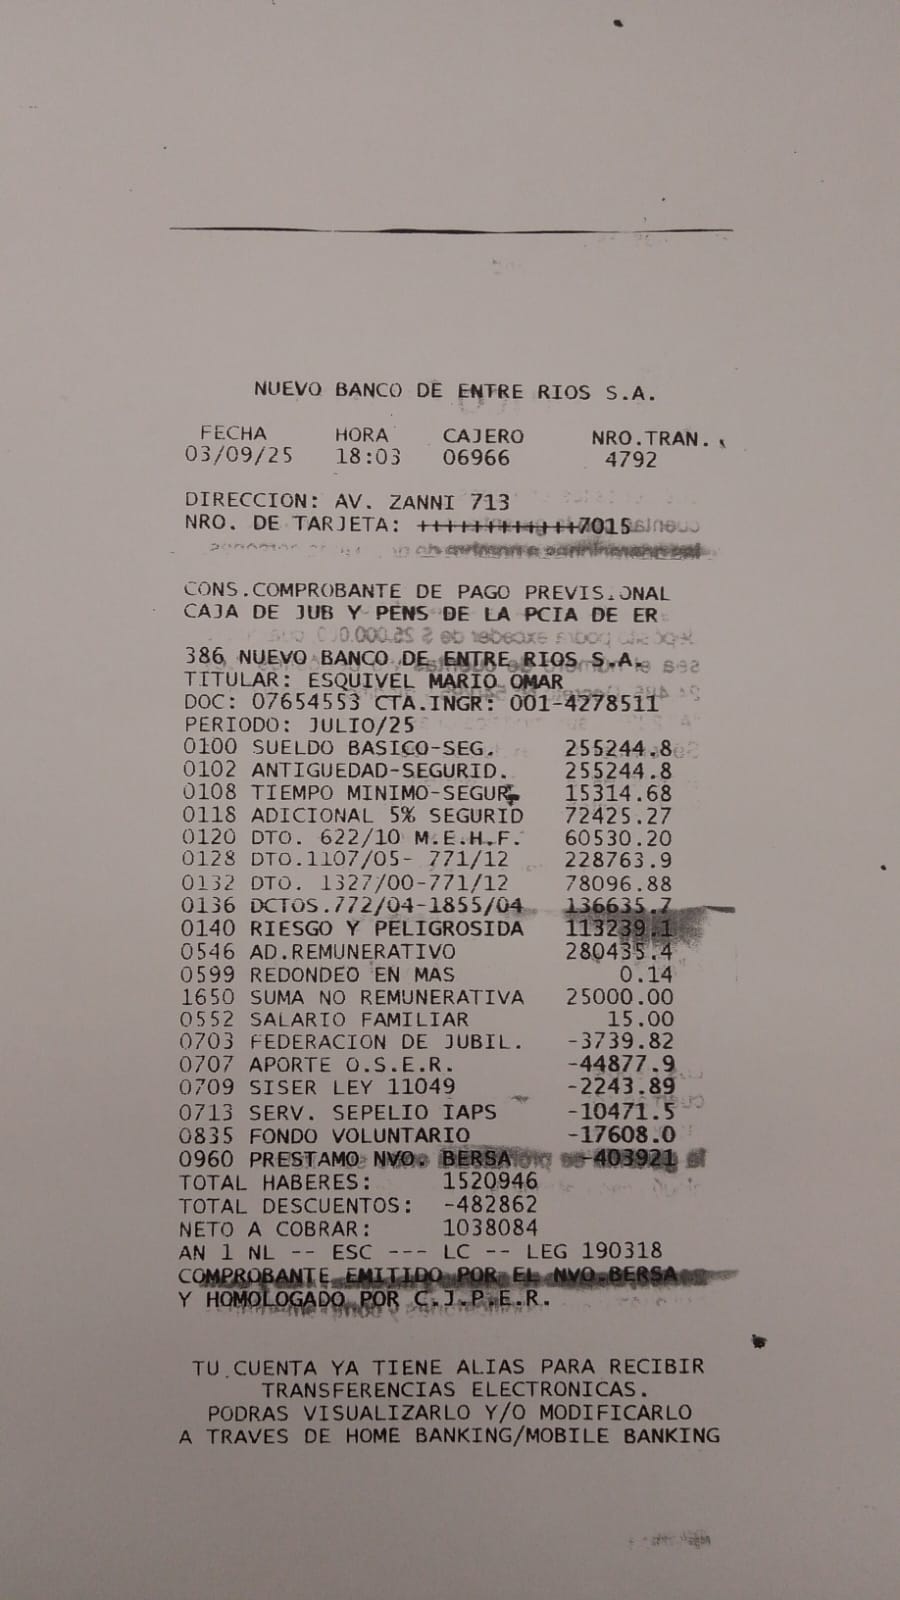 NUEVO BANCO DE ENTRE RIOS S.A.
FECHA HORA CAJERO NRO.TRAN.
03/09/25 18:03 06966 4792
DIRECCION: AV. ZANNI 713
NRO. DE TARJETA: ++++++++++++7015
CONS.COMPROBANTE DE PAGO PREVISIONAL
CAJA DE JUB Y PENS DE LA PCIA DE ER
386 NUEVO BANCO DE ENTRE RIOS S.A.
TITULAR: ESQUIVEL MARIO OMAR
DOC: 07654553 CTA.INGR: 001-4278511
PERIODO: JULIO/25
0100 SUELDO BASICO-SEG. 255244.8
0102 ANTIGUEDAD-SEGURID. 255244.8
0108 TIEMPO MINIMO-SEGUR. 15314.68
0118 ADICIONAL 5% SEGURID 72425.27
0120 DTO. 622/10 M.E.H.F. 60530.20
0128 DTO.1107/05- 771/12 228763.9
0132 DTO. 1327/00-771/12 78096.88
0136 DCTOS.772/04-1855/04 136635.7
0140 RIESGO Y PELIGROSIDA 113239.1
0546 AD.REMUNERATIVO 280435.4
0599 REDONDEO EN MAS 0.14
1650 SUMA NO REMUNERATIVA 25000.00
0552 SALARIO FAMILIAR 15.00
0703 FEDERACION DE JUBIL. -3739.82
0707 APORTE O.S.E.R. -44877.9
0709 SISER LEY 11049 -2243.89
0713 SERV. SEPELIO IAPS -10471.5
0835 FONDO VOLUNTARIO -17608.0
0960 PRESTAMO NVO. BERSA -403921
TOTAL HABERES: 1520946
TOTAL DESCUENTOS: -482862
NETO A COBRAR: 1038084
AN 1 NL -- ESC --- LC -- LEG 190318
COMPROBANTE EMITIDO POR EL NVO.BERSA
Y HOMOLOGADO POR C.J.P.E.R.
TU CUENTA YA TIENE ALIAS PARA RECIBIR
TRANSFERENCIAS ELECTRONICAS.
PODRAS VISUALIZARLO Y/O MODIFICARLO
A TRAVES DE HOME BANKING/MOBILE BANKING